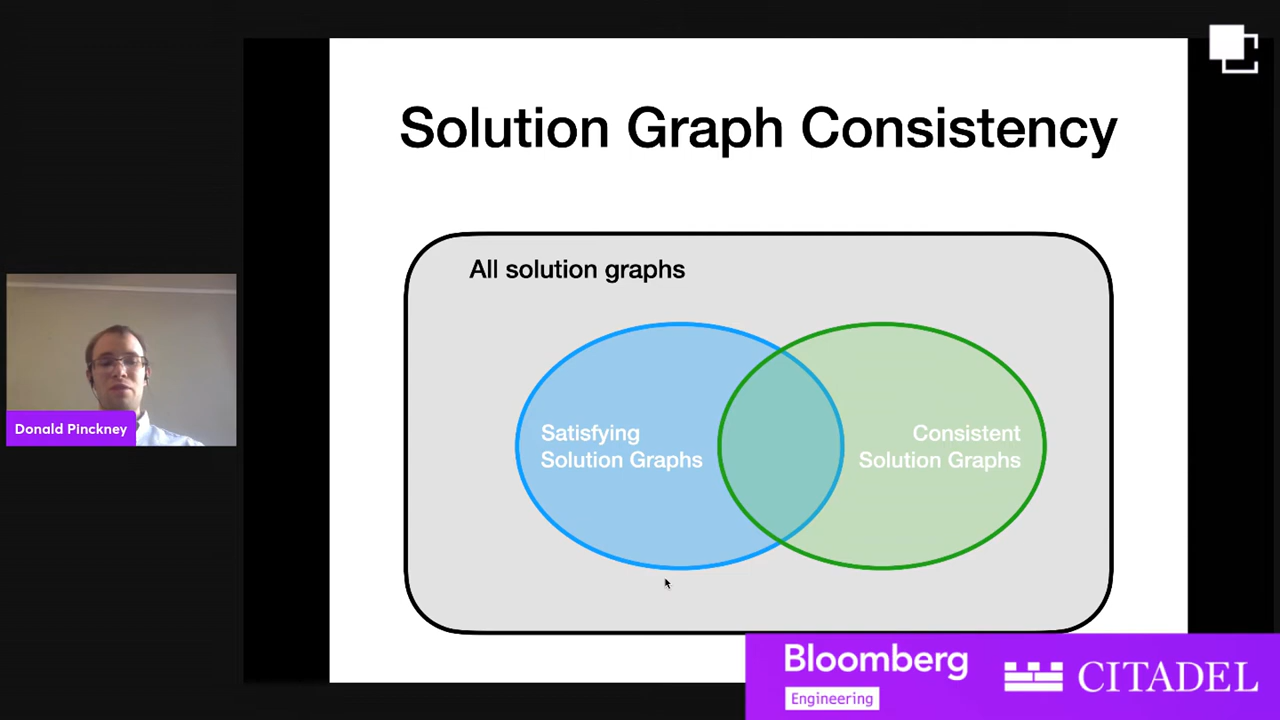 Solution Graph Consistency
All solution graphs
Satisfying
Solution Graphs
Consistent
Solution Graphs
Donald Pinckney
Bloomberg
Engineering
CITADEL